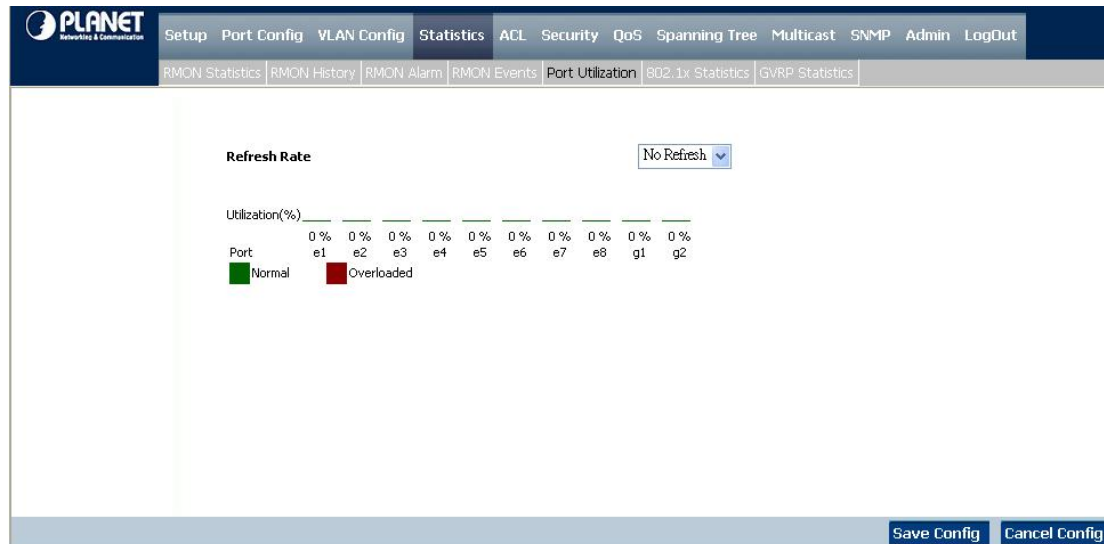 PLANET
Networking & Communication
Setup Port Config VLAN Config Statistics ACL Security QoS Spanning Tree Multicast SNMP Admin LogOut
RMON Statistics RMON History RMON Alarm RMON Events Port Utilization 802.1x Statistics GVRP Statistics
Refresh Rate No Refresh
Utilization(%)
0 % 0 % 0 % 0 % 0 % 0 % 0 % 0 % 0 % 0 %
Port e1 e2 e3 e4 e5 e6 e7 e8 g1 g2
Normal Overloaded
Save Config Cancel Config